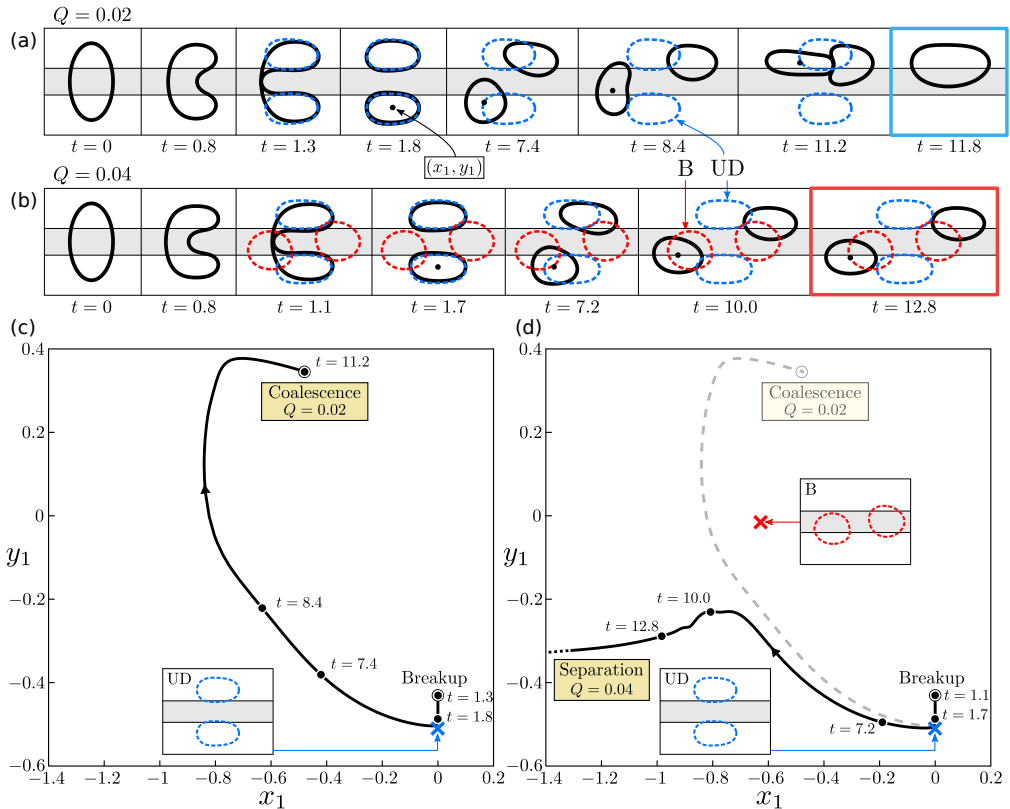 Q = 0.02
(a)
t = 0
t = 0.8
t = 1.3
t = 1.8
t = 7.4
t = 8.4
t = 11.2
t = 11.8
(x₁, y₁)
B
UD
Q = 0.04
(b)
t = 0
t = 0.8
t = 1.1
t = 1.7
t = 7.2
t = 10.0
t = 12.8
(c)
0.4
0.2
0
−0.2
−0.4
−0.6
y₁
t = 11.2
Coalescence
Q = 0.02
t = 8.4
t = 7.4
Breakup
t = 1.3
t = 1.8
UD
−1.4
−1.2
−1
−0.8
−0.6
−0.4
−0.2
0
0.2
x₁
(d)
0.4
0.2
0
−0.2
−0.4
−0.6
y₁
Coalescence
Q = 0.02
B
t = 10.0
t = 12.8
Separation
Q = 0.04
t = 7.2
Breakup
t = 1.1
t = 1.7
UD
−1.4
−1.2
−1
−0.8
−0.6
−0.4
−0.2
0
0.2
x₁